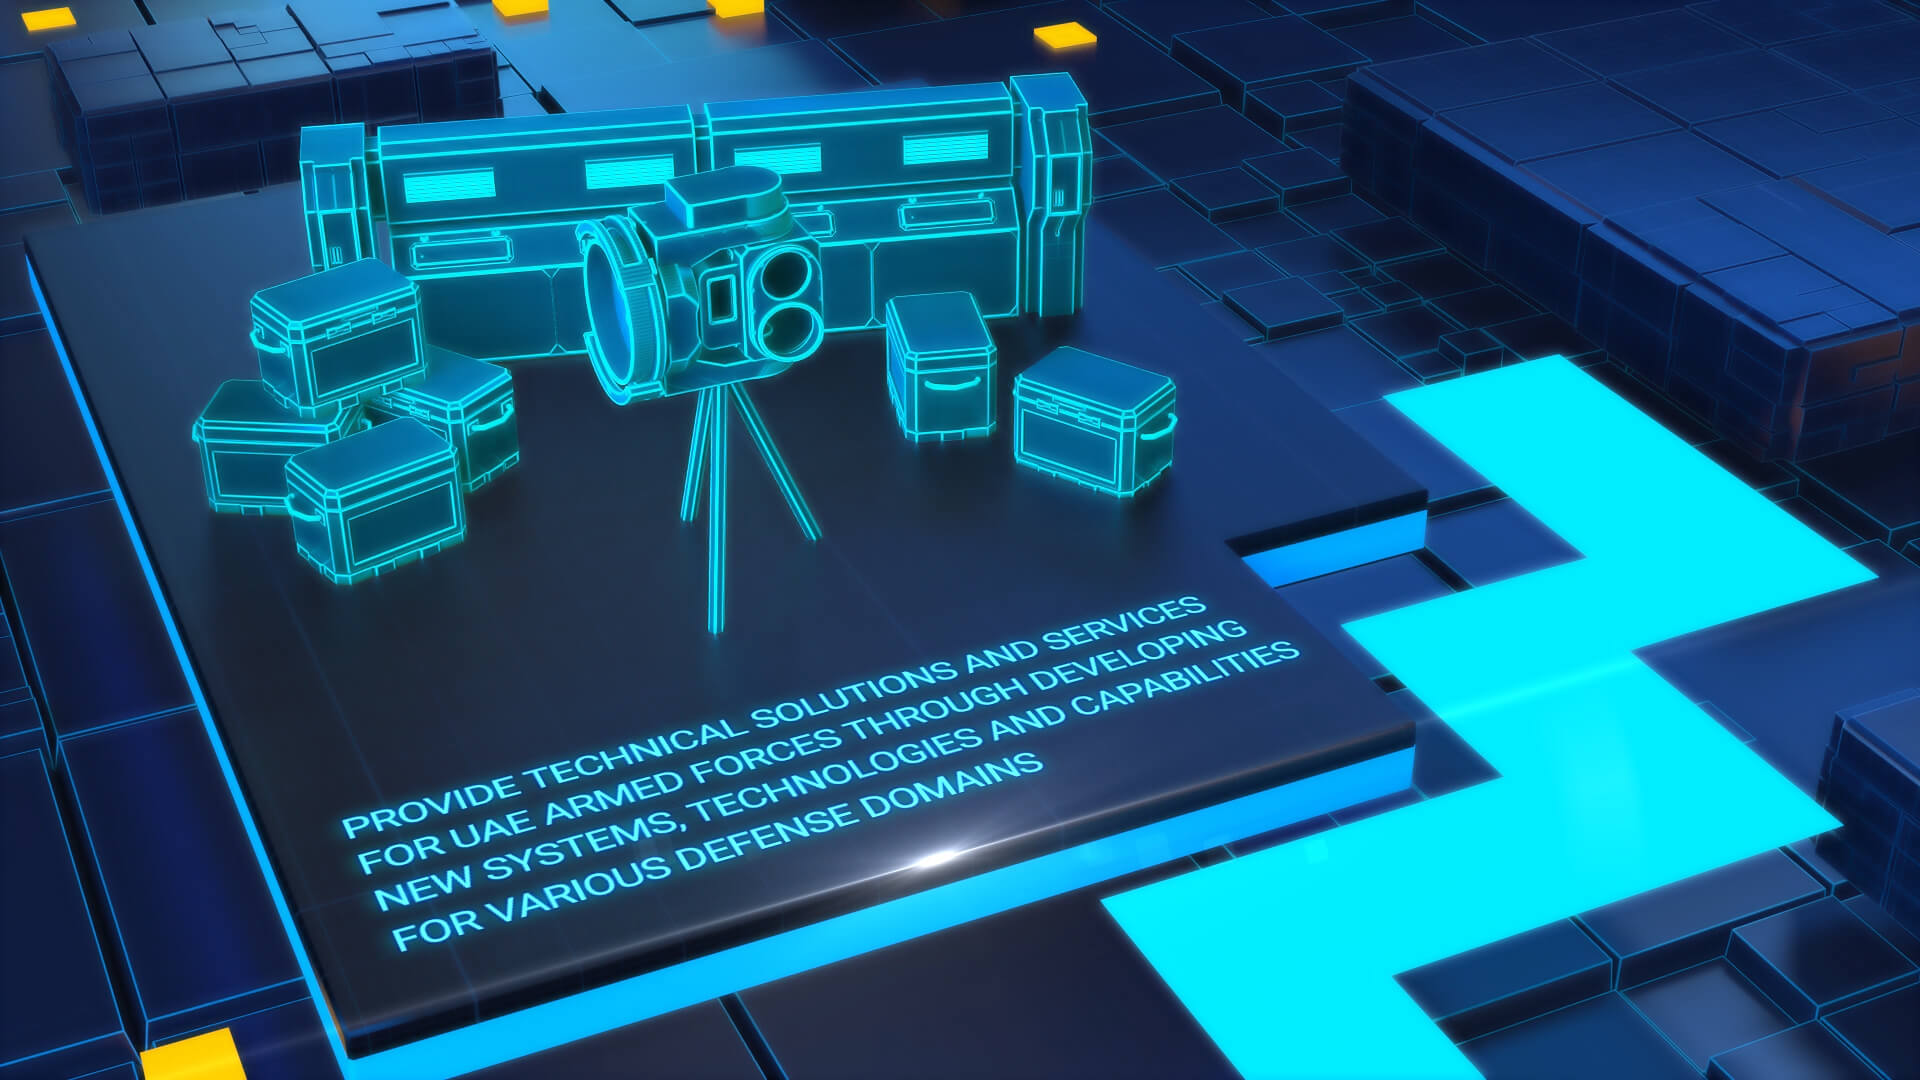 PROVIDE TECHNICAL SOLUTIONS AND SERVICES
FOR UAE ARMED FORCES THROUGH DEVELOPING
NEW SYSTEMS, TECHNOLOGIES AND CAPABILITIES
FOR VARIOUS DEFENSE DOMAINS